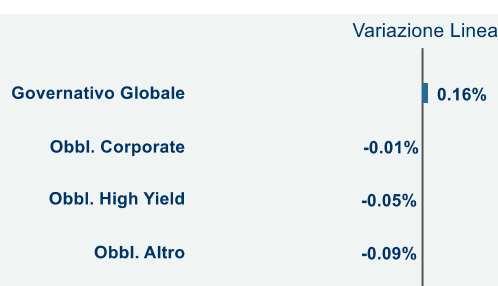 Variazione Linea
Governativo Globale 0.16%
Obbl. Corporate -0.01%
Obbl. High Yield -0.05%
Obbl. Altro -0.09%